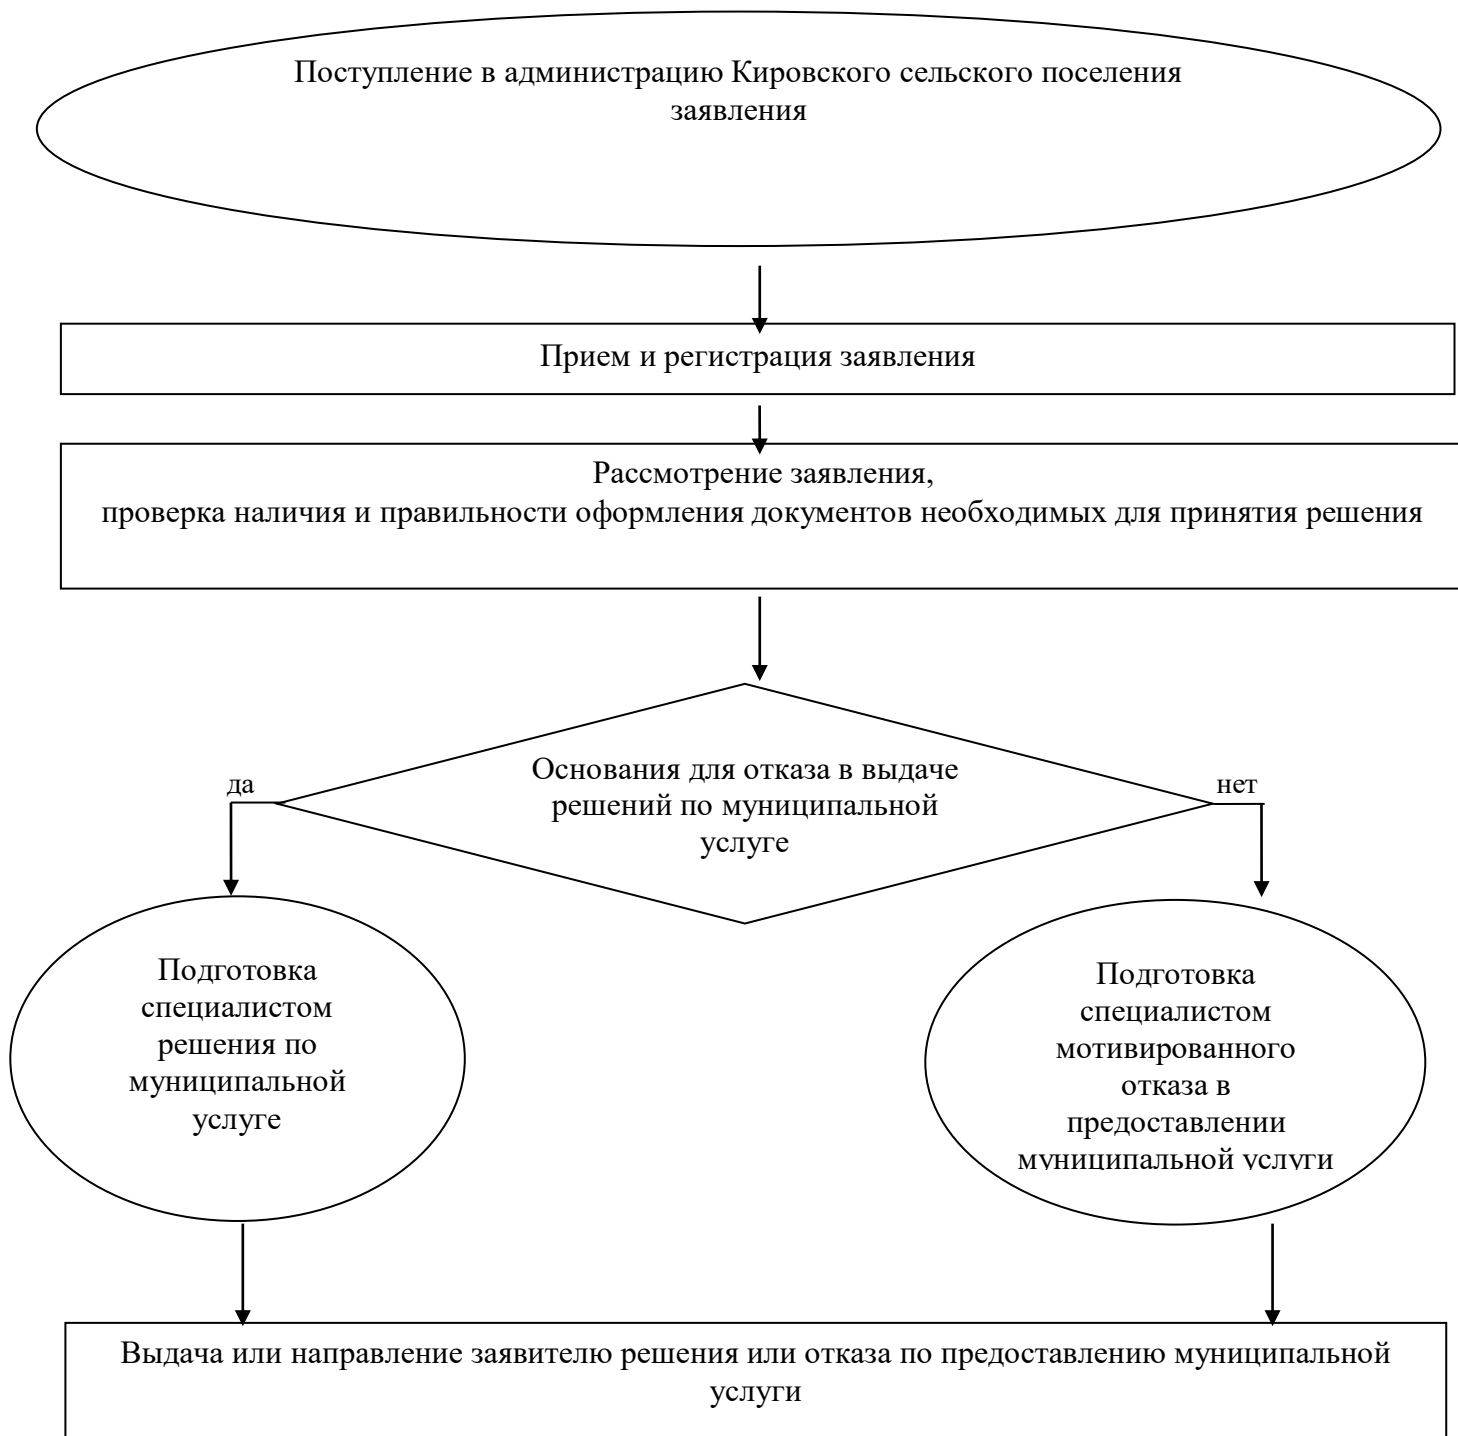 Поступление в администрацию Кировского сельского поселения
заявления
Прием и регистрация заявления
Рассмотрение заявления,
проверка наличия и правильности оформления документов необходимых для принятия решения
Основания для отказа в выдаче
решений по муниципальной
услуге
да
нет
Подготовка
специалистом
решения по
муниципальной
услуге
Подготовка
специалистом
мотивированного
отказа в
предоставлении
муниципальной услуги
Выдача или направление заявителю решения или отказа по предоставлению муниципальной
услуги